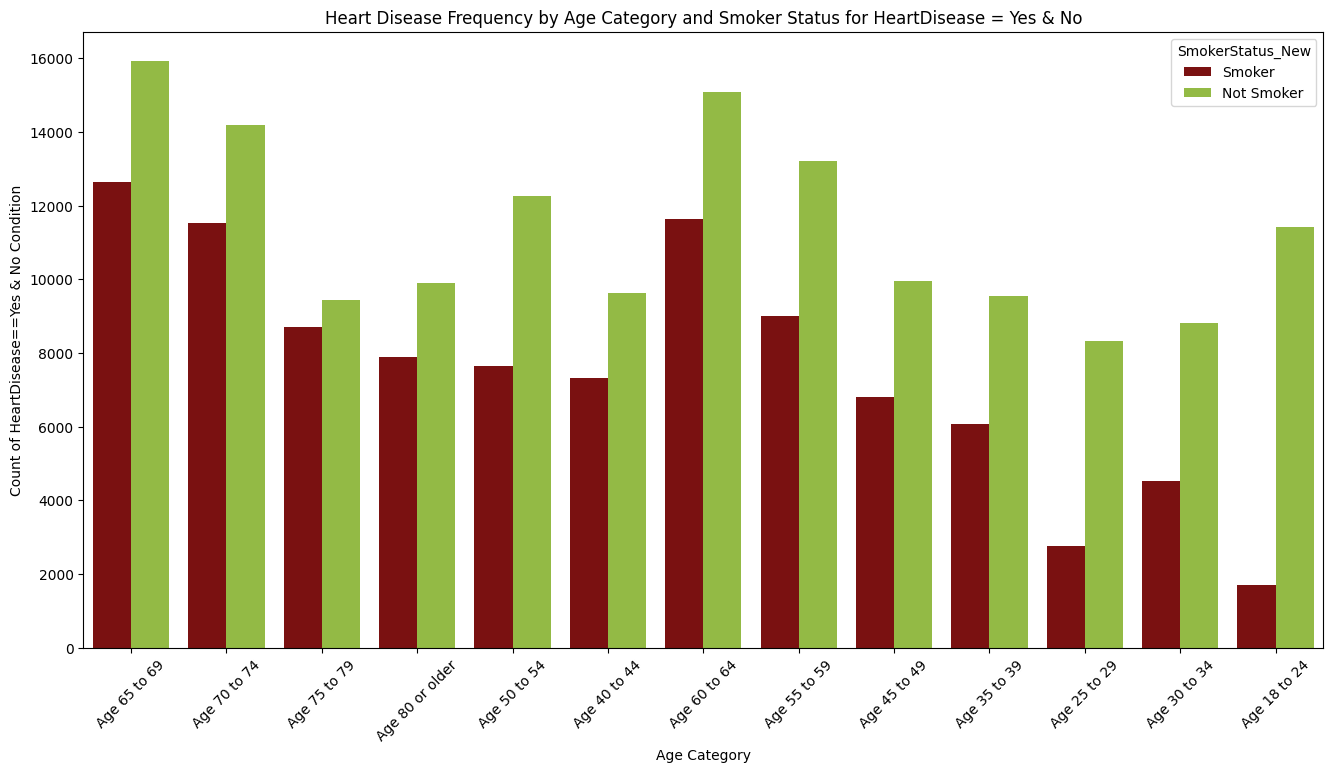 Heart Disease Frequency by Age Category and Smoker Status for HeartDisease = Yes & No
SmokerStatus_New
Smoker
Not Smoker
Count of HeartDisease==Yes & No Condition
16000
14000
12000
10000
8000
6000
4000
2000
0
Age 65 to 69
Age 70 to 74
Age 75 to 79
Age 80 or older
Age 50 to 54
Age 40 to 44
Age 60 to 64
Age 55 to 59
Age 45 to 49
Age 35 to 39
Age 25 to 29
Age 30 to 34
Age 18 to 24
Age Category